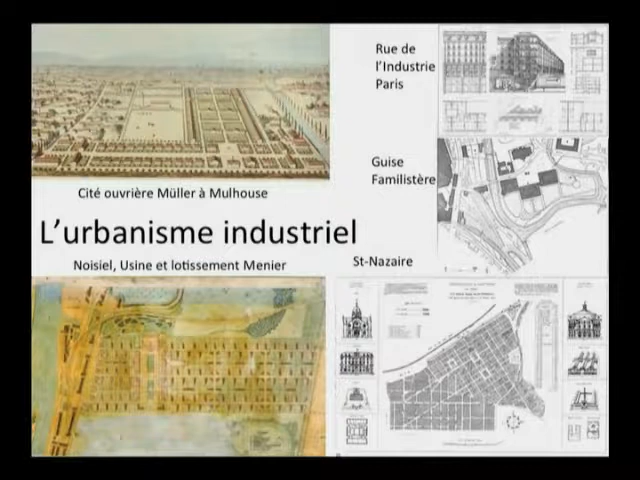 Rue de
l'Industrie
Paris
Guise
Familistère
Cité ouvrière Müller à Mulhouse
L'urbanisme industriel
Noisiel, Usine et lotissement Menier
St-Nazaire